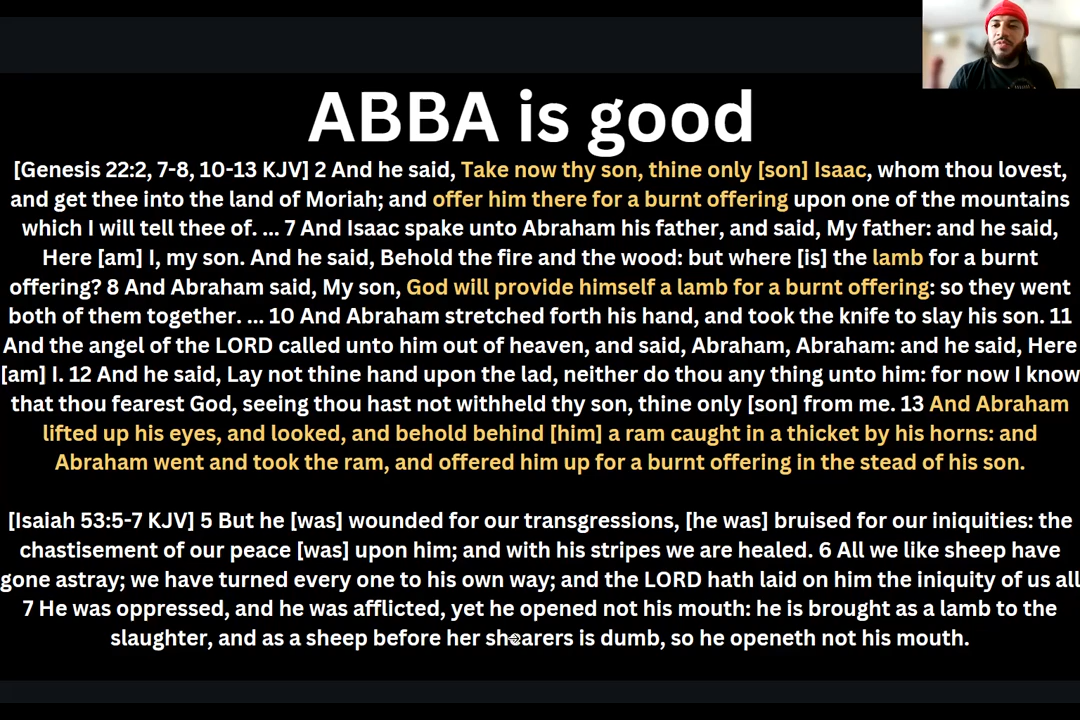 ABBA is good
[Genesis 22:2, 7-8, 10-13 KJV] 2 And he said, Take now thy son, thine only [son] Isaac, whom thou lovest,
and get thee into the land of Moriah; and offer him there for a burnt offering upon one of the mountains
which I will tell thee of. ... 7 And Isaac spake unto Abraham his father, and said, My father: and he said,
Here [am] I, my son. And he said, Behold the fire and the wood: but where [is] the lamb for a burnt
offering? 8 And Abraham said, My son, God will provide himself a lamb for a burnt offering: so they went
both of them together. ... 10 And Abraham stretched forth his hand, and took the knife to slay his son. 11
And the angel of the LORD called unto him out of heaven, and said, Abraham, Abraham: and he said, Here
[am] I. 12 And he said, Lay not thine hand upon the lad, neither do thou any thing unto him: for now I know
that thou fearest God, seeing thou hast not withheld thy son, thine only [son] from me. 13 And Abraham
lifted up his eyes, and looked, and behold behind [him] a ram caught in a thicket by his horns: and
Abraham went and took the ram, and offered him up for a burnt offering in the stead of his son.
[Isaiah 53:5-7 KJV] 5 But he [was] wounded for our transgressions, [he was] bruised for our iniquities: the
chastisement of our peace [was] upon him; and with his stripes we are healed. 6 All we like sheep have
gone astray; we have turned every one to his own way; and the LORD hath laid on him the iniquity of us all
7 He was oppressed, and he was afflicted, yet he opened not his mouth: he is brought as a lamb to the
slaughter, and as a sheep before her shearers is dumb, so he openeth not his mouth.